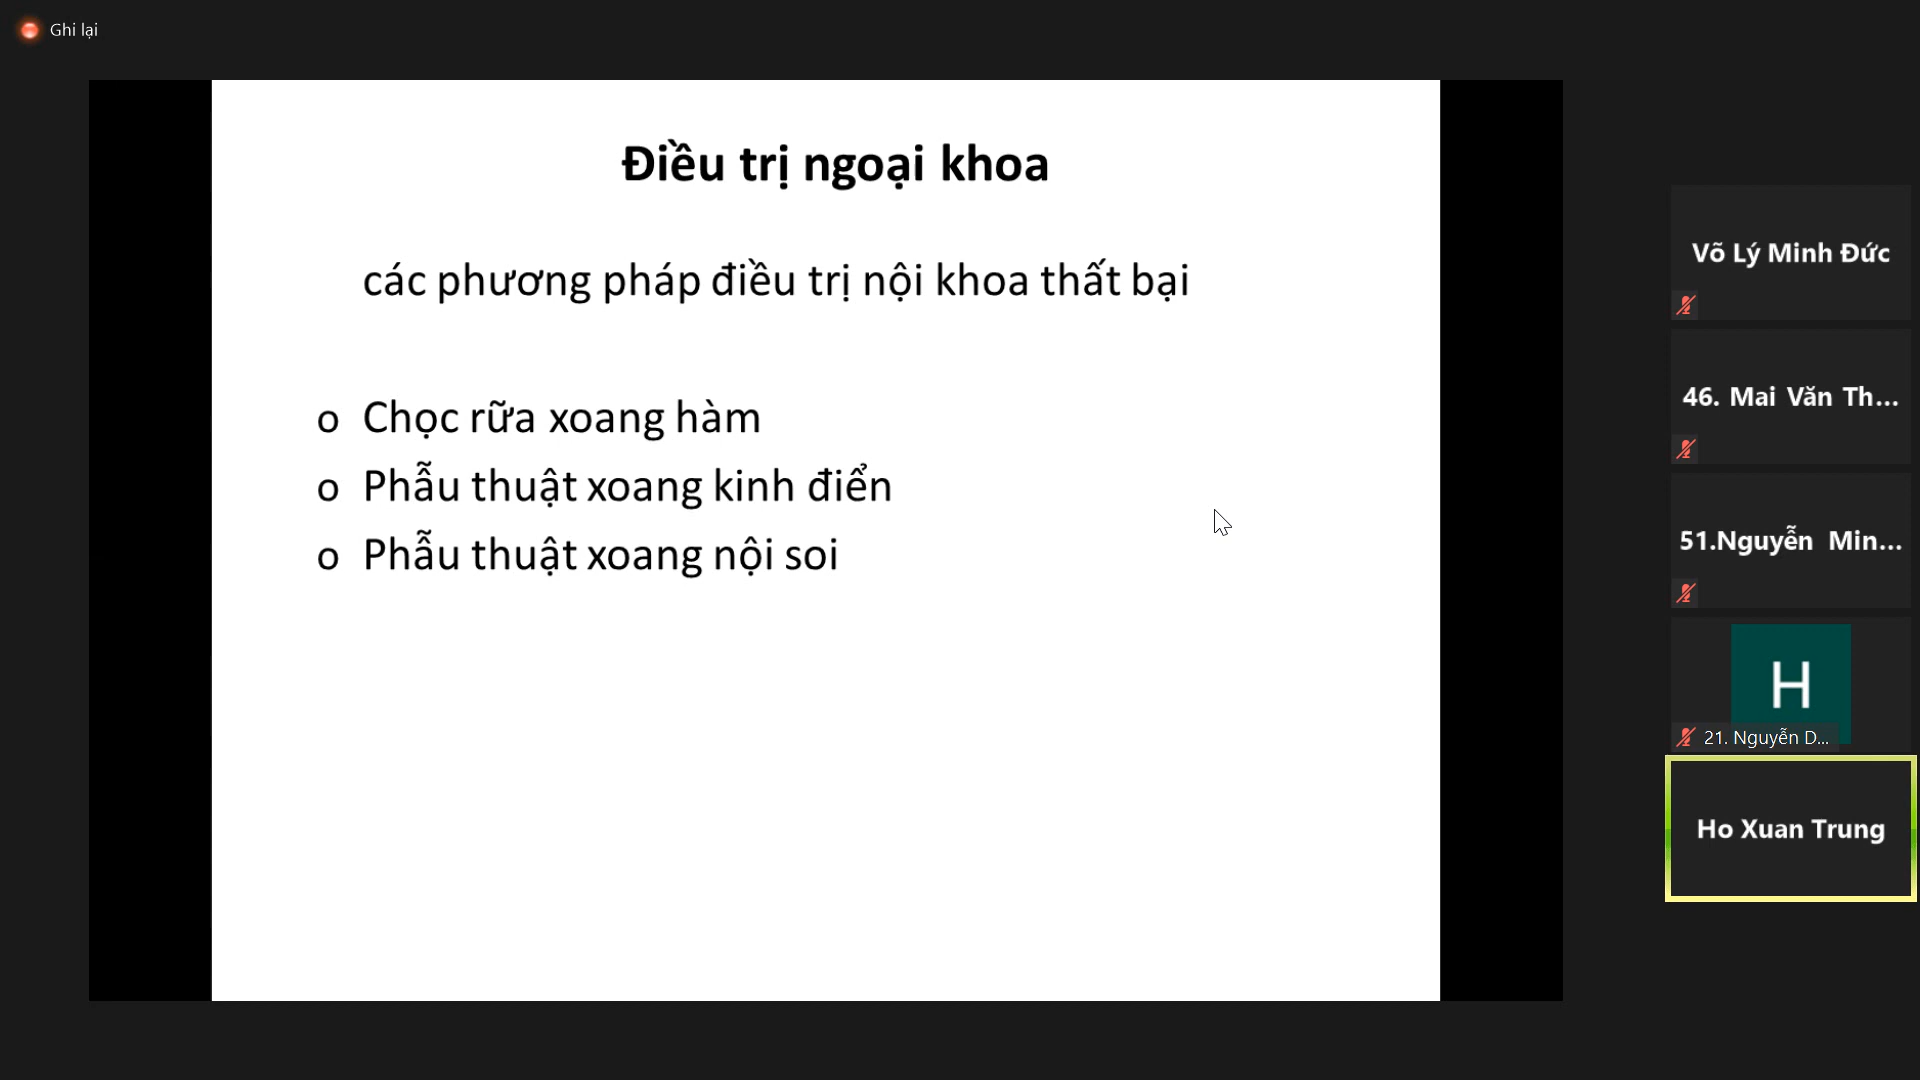 Ghi lại
Điều trị ngoại khoa
các phương pháp điều trị nội khoa thất bại
o Chọc rữa xoang hàm
o Phẫu thuật xoang kinh điển
o Phẫu thuật xoang nội soi
Võ Lý Minh Đức
46. Mai Văn Th...
51.Nguyễn Min...
H
21. Nguyễn D...
Ho Xuan Trung